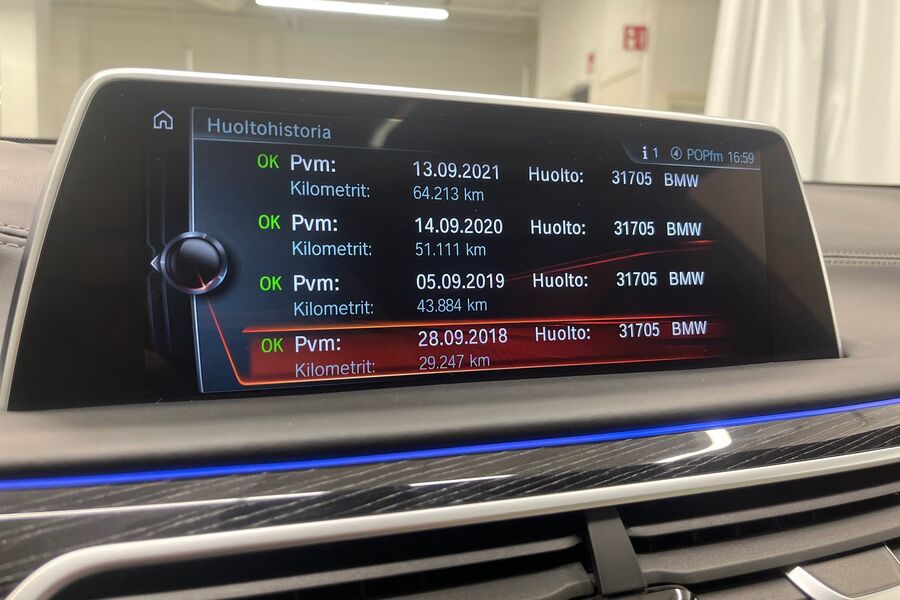 Huoltohistoria
1 4 POPfm 16:59
OK Pvm: 13.09.2021 Huolto: 31705 BMW
Kilometrit: 64.213 km
OK Pvm: 14.09.2020 Huolto: 31705 BMW
Kilometrit: 51.111 km
OK Pvm: 05.09.2019 Huolto: 31705 BMW
Kilometrit: 43.884 km
OK Pvm: 28.09.2018 Huolto: 31705 BMW
Kilometrit: 29.247 km